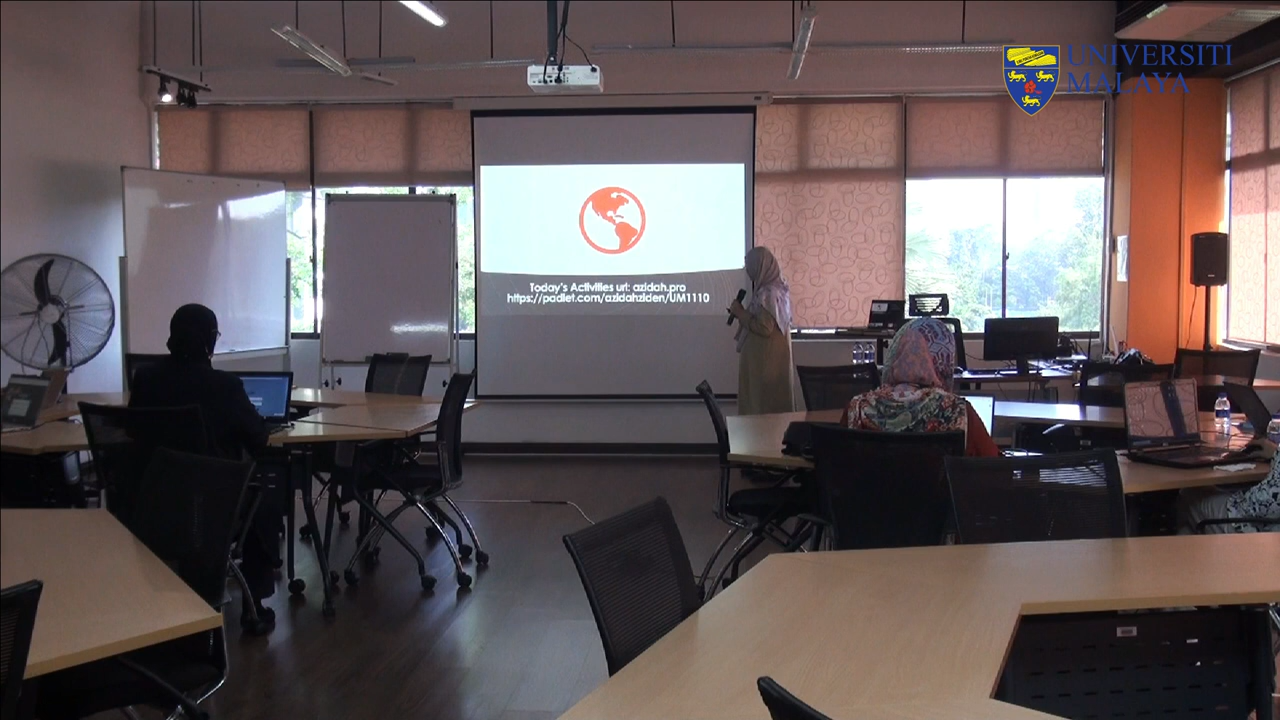 UNIVERSITI
MALAYA
Today's Activities url: azidah.pro
https://padlet.com/azidahziden/UM1110